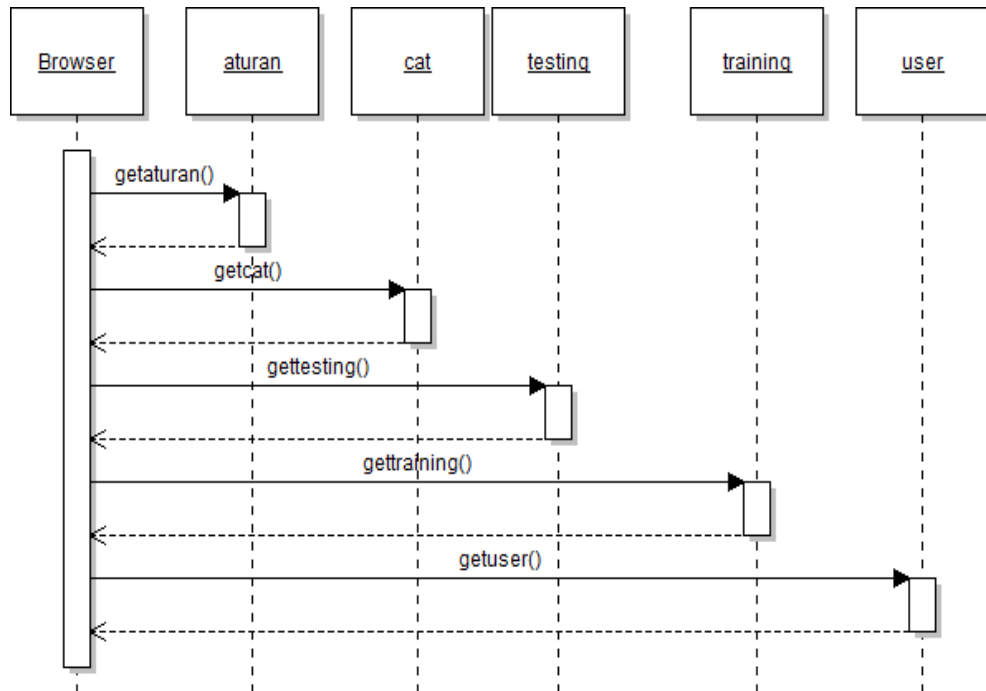 Browser
aturan
cat
testing
training
user
getaturan()
getcat()
gettesting()
gettraining()
getuser()